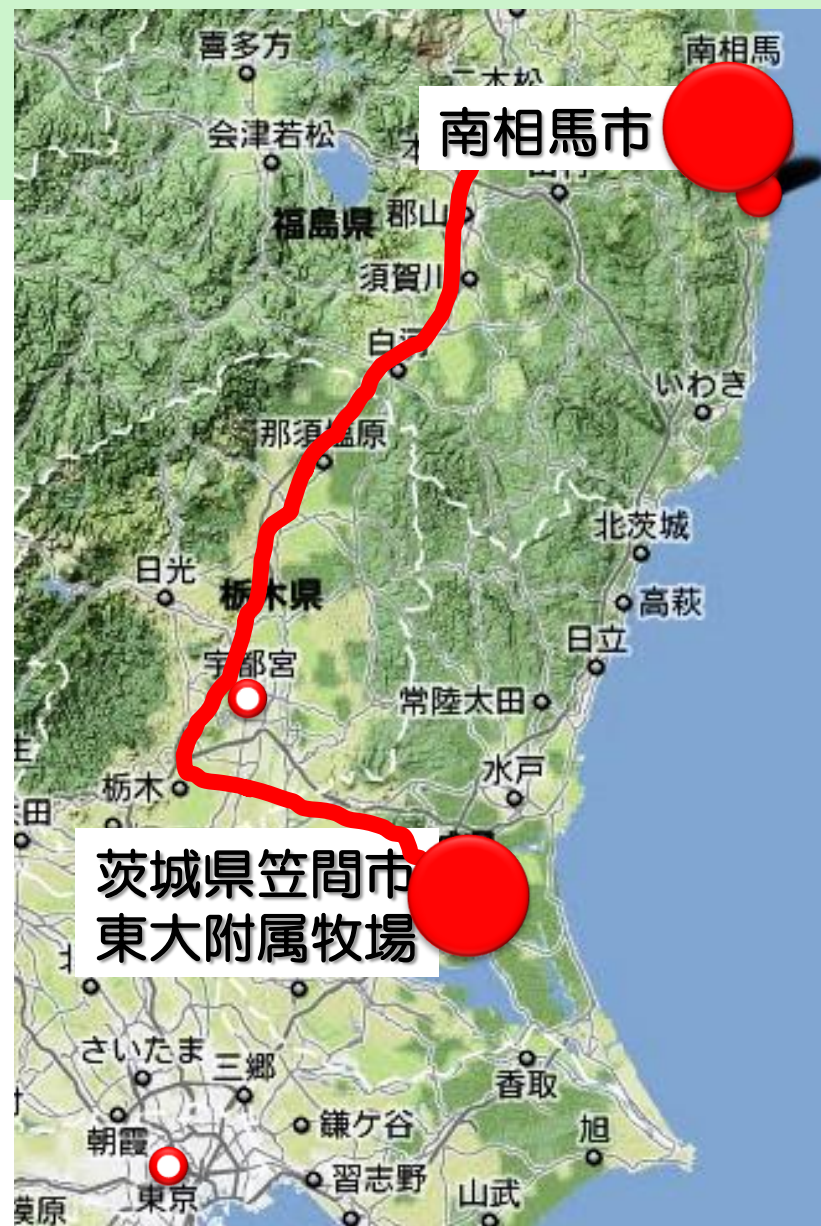 喜多方
南相馬
二本松
南相馬市
会津若松
福島県
郡山
須賀川
白河
いわき
那須塩原
北茨城
日光
高萩
栃木県
日立
宇都宮
常陸太田
水戸
栃木
茨城県笠間市
東大附属牧場
さいたま
三郷
香取
朝霞
鎌ケ谷
旭
東京
習志野
山武
模原